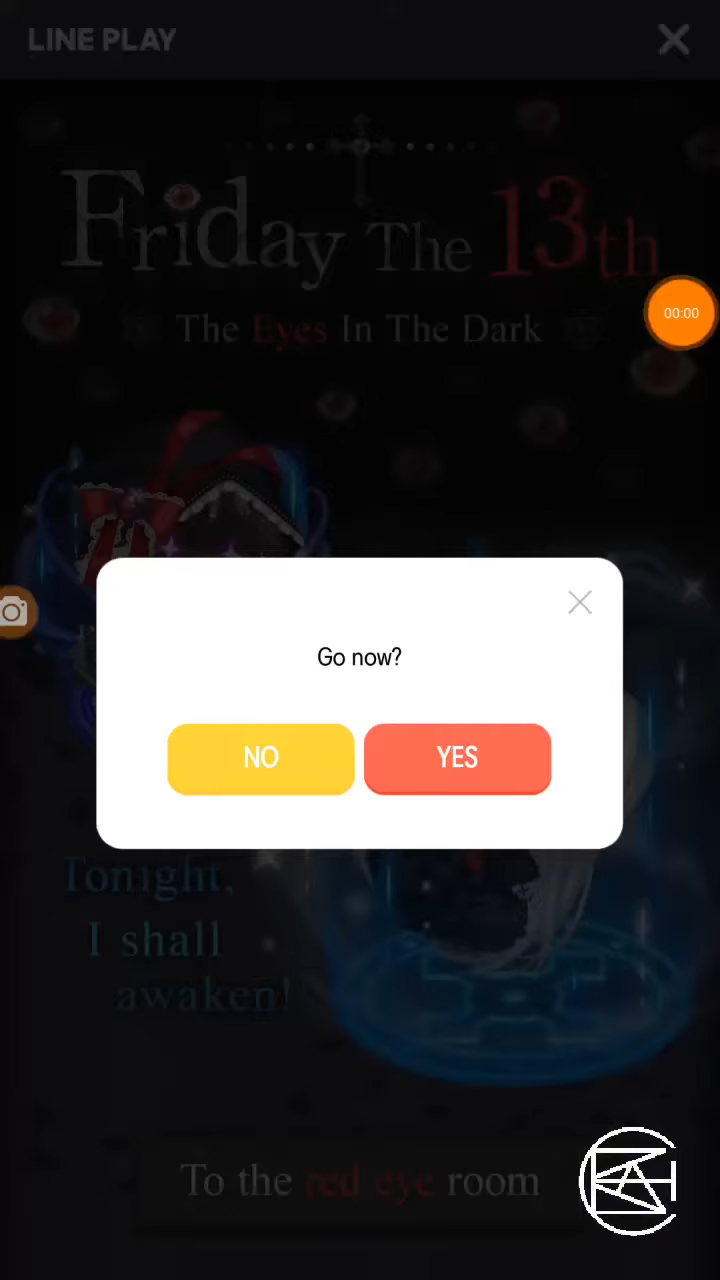 LINE PLAY
Friday The 13th
The Eyes In The Dark
00:00
Go now?
NO
YES
Tonight,
I shall
awaken!
To the red eye room